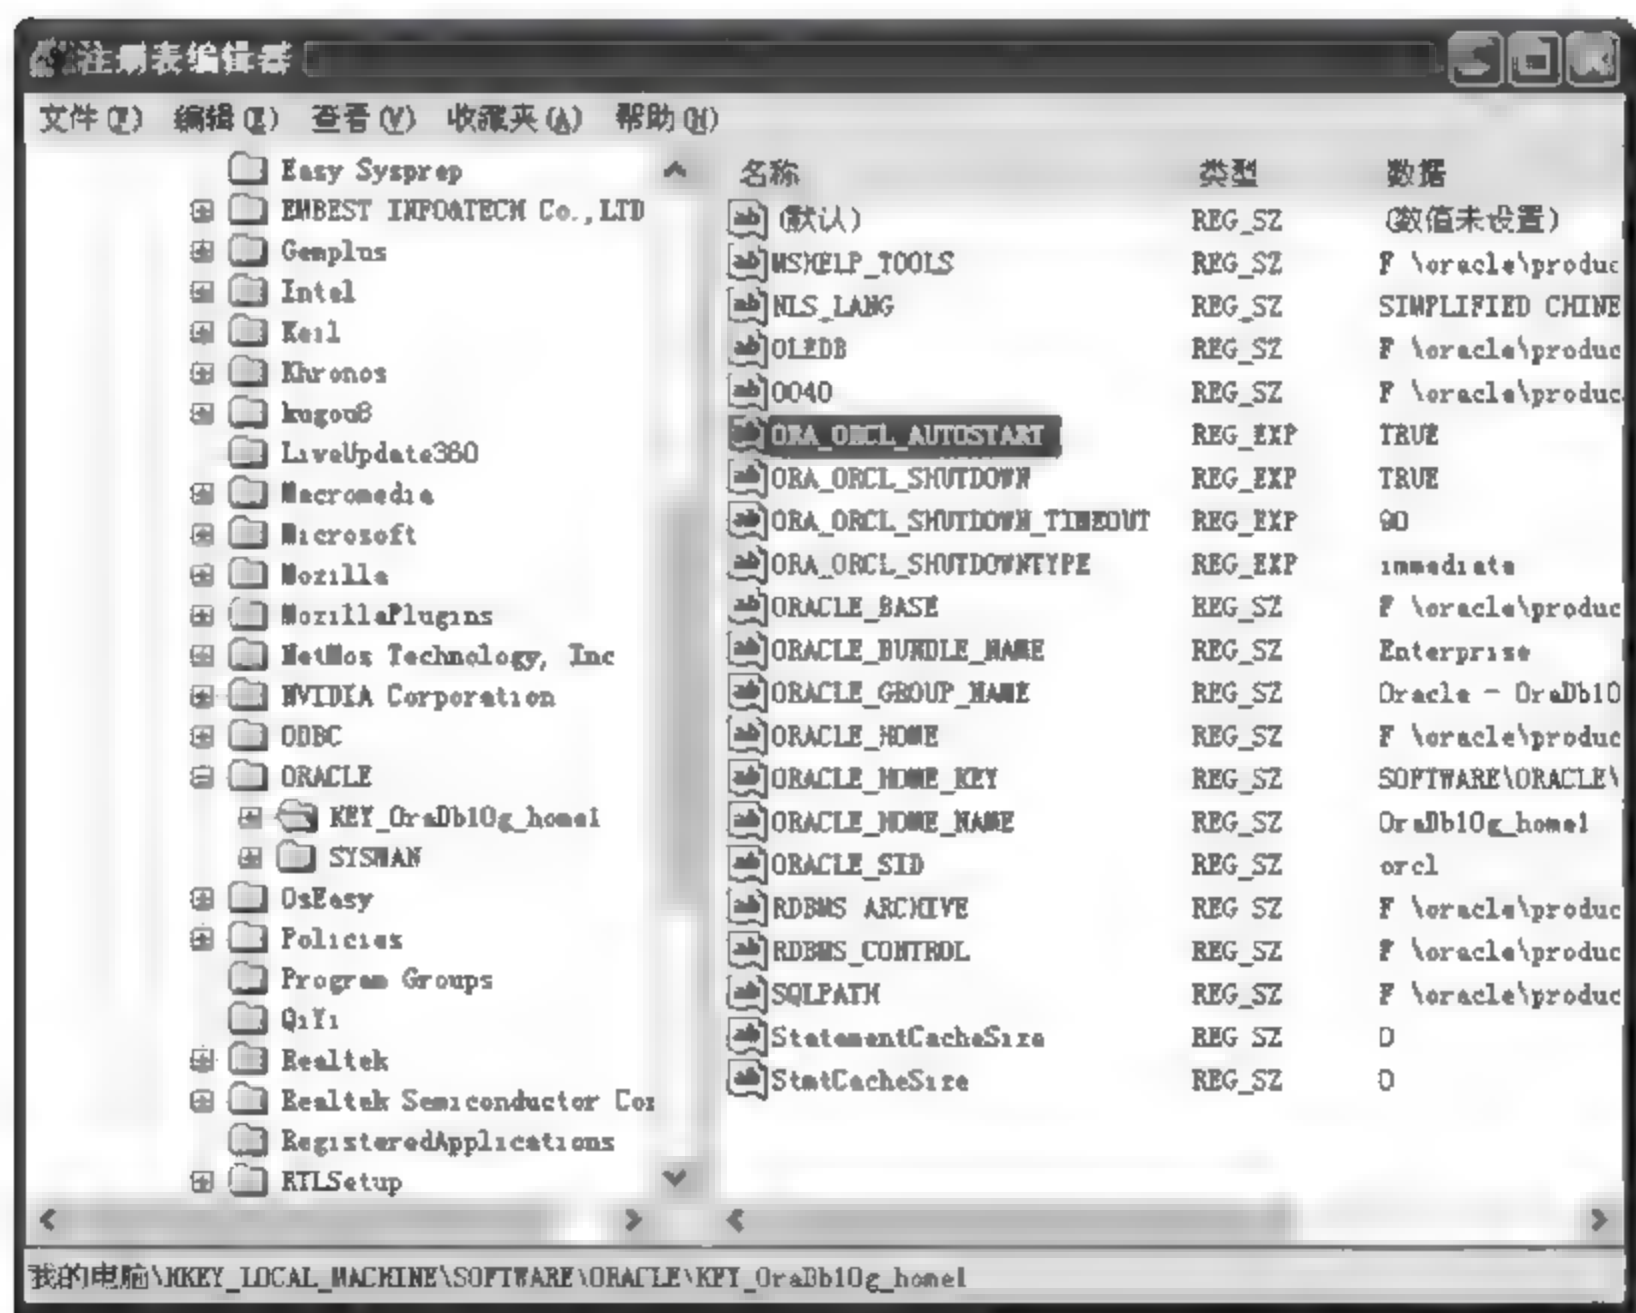 注册表编辑器
文件(F) 编辑(E) 查看(V) 收藏夹(A) 帮助(H)
Easy Sysprep
EMBEST INFO&TECH Co.,LTD
Gemplus
Intel
Keil
Khronos
kugou8
LiveUpdate360
Macromedia
Microsoft
Mozilla
MozillaPlugins
NetMos Technology, Inc
NVIDIA Corporation
ODBC
ORACLE
KEY_OraDb10g_home1
SYSMAN
OsEasy
Policies
Program Groups
QiYi
Realtek
Realtek Semiconductor Cor
RegisteredApplications
RTLSetup
名称 类型 数据
(默认) REG_SZ (数值未设置)
MSHELP_TOOLS REG_SZ F \oracle\produc
NLS_LANG REG_SZ SIMPLIFIED CHINE
OLEDB REG_SZ F \oracle\produc
OO4O REG_SZ F \oracle\produc
ORA_ORCL_AUTOSTART REG_EXP TRUE
ORA_ORCL_SHUTDOWN REG_EXP TRUE
ORA_ORCL_SHUTDOWN_TIMEOUT REG_EXP 90
ORA_ORCL_SHUTDOWNTYPE REG_EXP immediate
ORACLE_BASE REG_SZ F \oracle\produc
ORACLE_BUNDLE_NAME REG_SZ Enterprise
ORACLE_GROUP_NAME REG_SZ Oracle - OraDb10
ORACLE_HOME REG_SZ F \oracle\produc
ORACLE_HOME_KEY REG_SZ SOFTWARE\ORACLE\
ORACLE_HOME_NAME REG_SZ OraDb10g_home1
ORACLE_SID REG_SZ orcl
RDBMS_ARCHIVE REG_SZ F \oracle\produc
RDBMS_CONTROL REG_SZ F \oracle\produc
SQLPATH REG_SZ F \oracle\produc
StatementCacheSize REG_SZ 0
StmtCacheSize REG_SZ 0
我的电脑\HKEY_LOCAL_MACHINE\SOFTWARE\ORACLE\KEY_OraDb10g_home1